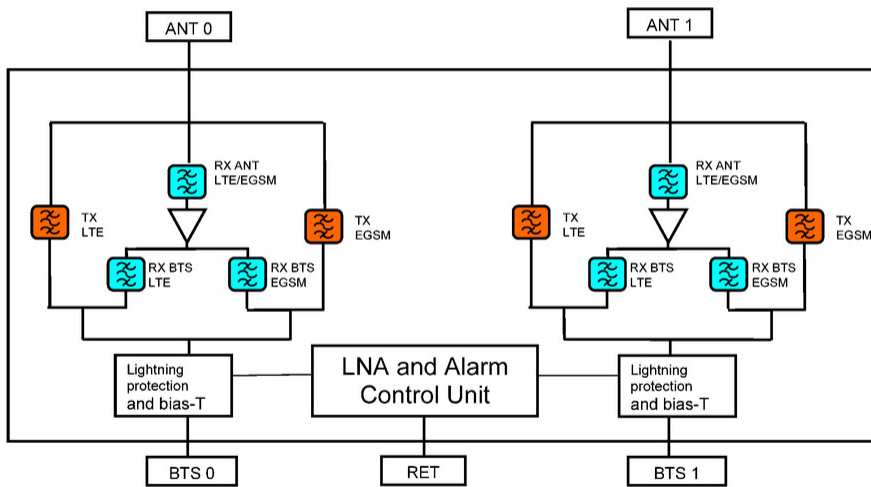 ANT 0
ANT 1
RX ANT
LTE/EGSM
TX
LTE
TX
EGSM
RX BTS
LTE
RX BTS
EGSM
RX ANT
LTE/EGSM
TX
LTE
TX
EGSM
RX BTS
LTE
RX BTS
EGSM
Lightning
protection
and bias-T
LNA and Alarm
Control Unit
Lightning
protection
and bias-T
BTS 0
RET
BTS 1